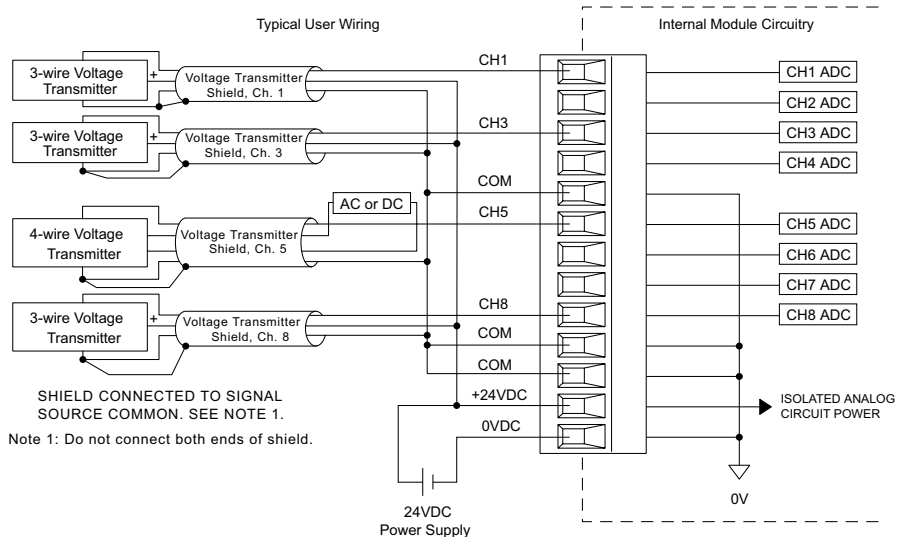 Typical User Wiring
Internal Module Circuitry
3-wire Voltage
Transmitter
+
Voltage Transmitter
Shield, Ch. 1
CH1
CH1 ADC
CH2 ADC
3-wire Voltage
Transmitter
+
Voltage Transmitter
Shield, Ch. 3
CH3
CH3 ADC
CH4 ADC
COM
AC or DC
4-wire Voltage
Transmitter
Voltage Transmitter
Shield, Ch. 5
CH5
CH5 ADC
CH6 ADC
CH7 ADC
3-wire Voltage
Transmitter
+
Voltage Transmitter
Shield, Ch. 8
CH8
CH8 ADC
COM
COM
+24VDC
0VDC
ISOLATED ANALOG
CIRCUIT POWER
0V
SHIELD CONNECTED TO SIGNAL
SOURCE COMMON. SEE NOTE 1.
Note 1: Do not connect both ends of shield.
24VDC
Power Supply